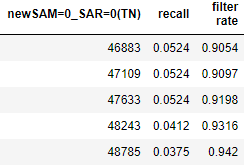 newSAM=0_SAR=0(TN) recall filter rate
46883 0.0524 0.9054
47109 0.0524 0.9097
47633 0.0524 0.9198
48243 0.0412 0.9316
48785 0.0375 0.942